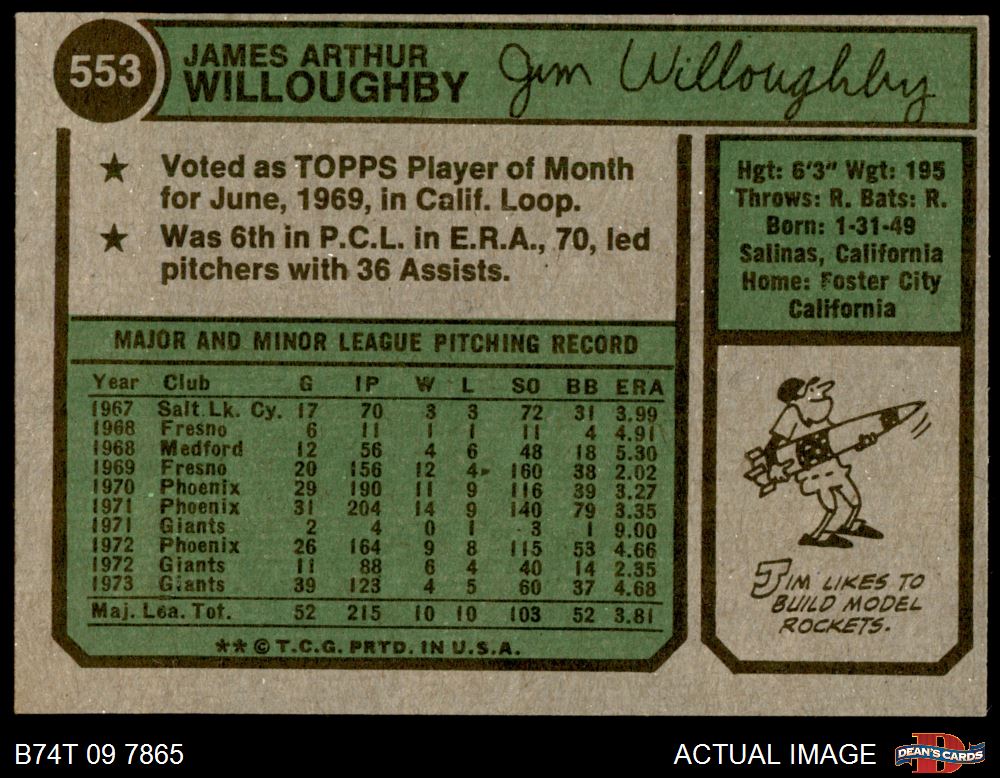 553
JAMES ARTHUR
WILLOUGHBY
Jim Willoughby
★ Voted as TOPPS Player of Month
for June, 1969, in Calif. Loop.
★ Was 6th in P.C.L. in E.R.A., 70, led
pitchers with 36 Assists.
Hgt: 6'3" Wgt: 195
Throws: R. Bats: R.
Born: 1-31-49
Salinas, California
Home: Foster City
California
MAJOR AND MINOR LEAGUE PITCHING RECORD
Year Club G IP W L SO BB ERA
1967 Salt Lk. Cy. 17 70 3 3 72 31 3.99
1968 Fresno 6 11 1 1 11 4 4.91
1968 Medford 12 56 4 6 48 18 5.30
1969 Fresno 20 156 12 4 160 38 2.02
1970 Phoenix 29 190 11 9 116 39 3.27
1971 Phoenix 31 204 14 9 140 79 3.35
1971 Giants 2 4 0 1 3 1 9.00
1972 Phoenix 26 164 9 8 115 53 4.66
1972 Giants 11 88 6 4 40 14 2.35
1973 Giants 39 123 4 5 60 37 4.68
Maj. Lea. Tot. 52 215 10 10 103 52 3.81
** © T.C.G. PRTD. IN U.S.A.
JIM LIKES TO
BUILD MODEL
ROCKETS.
B74T 09 7865
ACTUAL IMAGE
DEAN'S CARDS